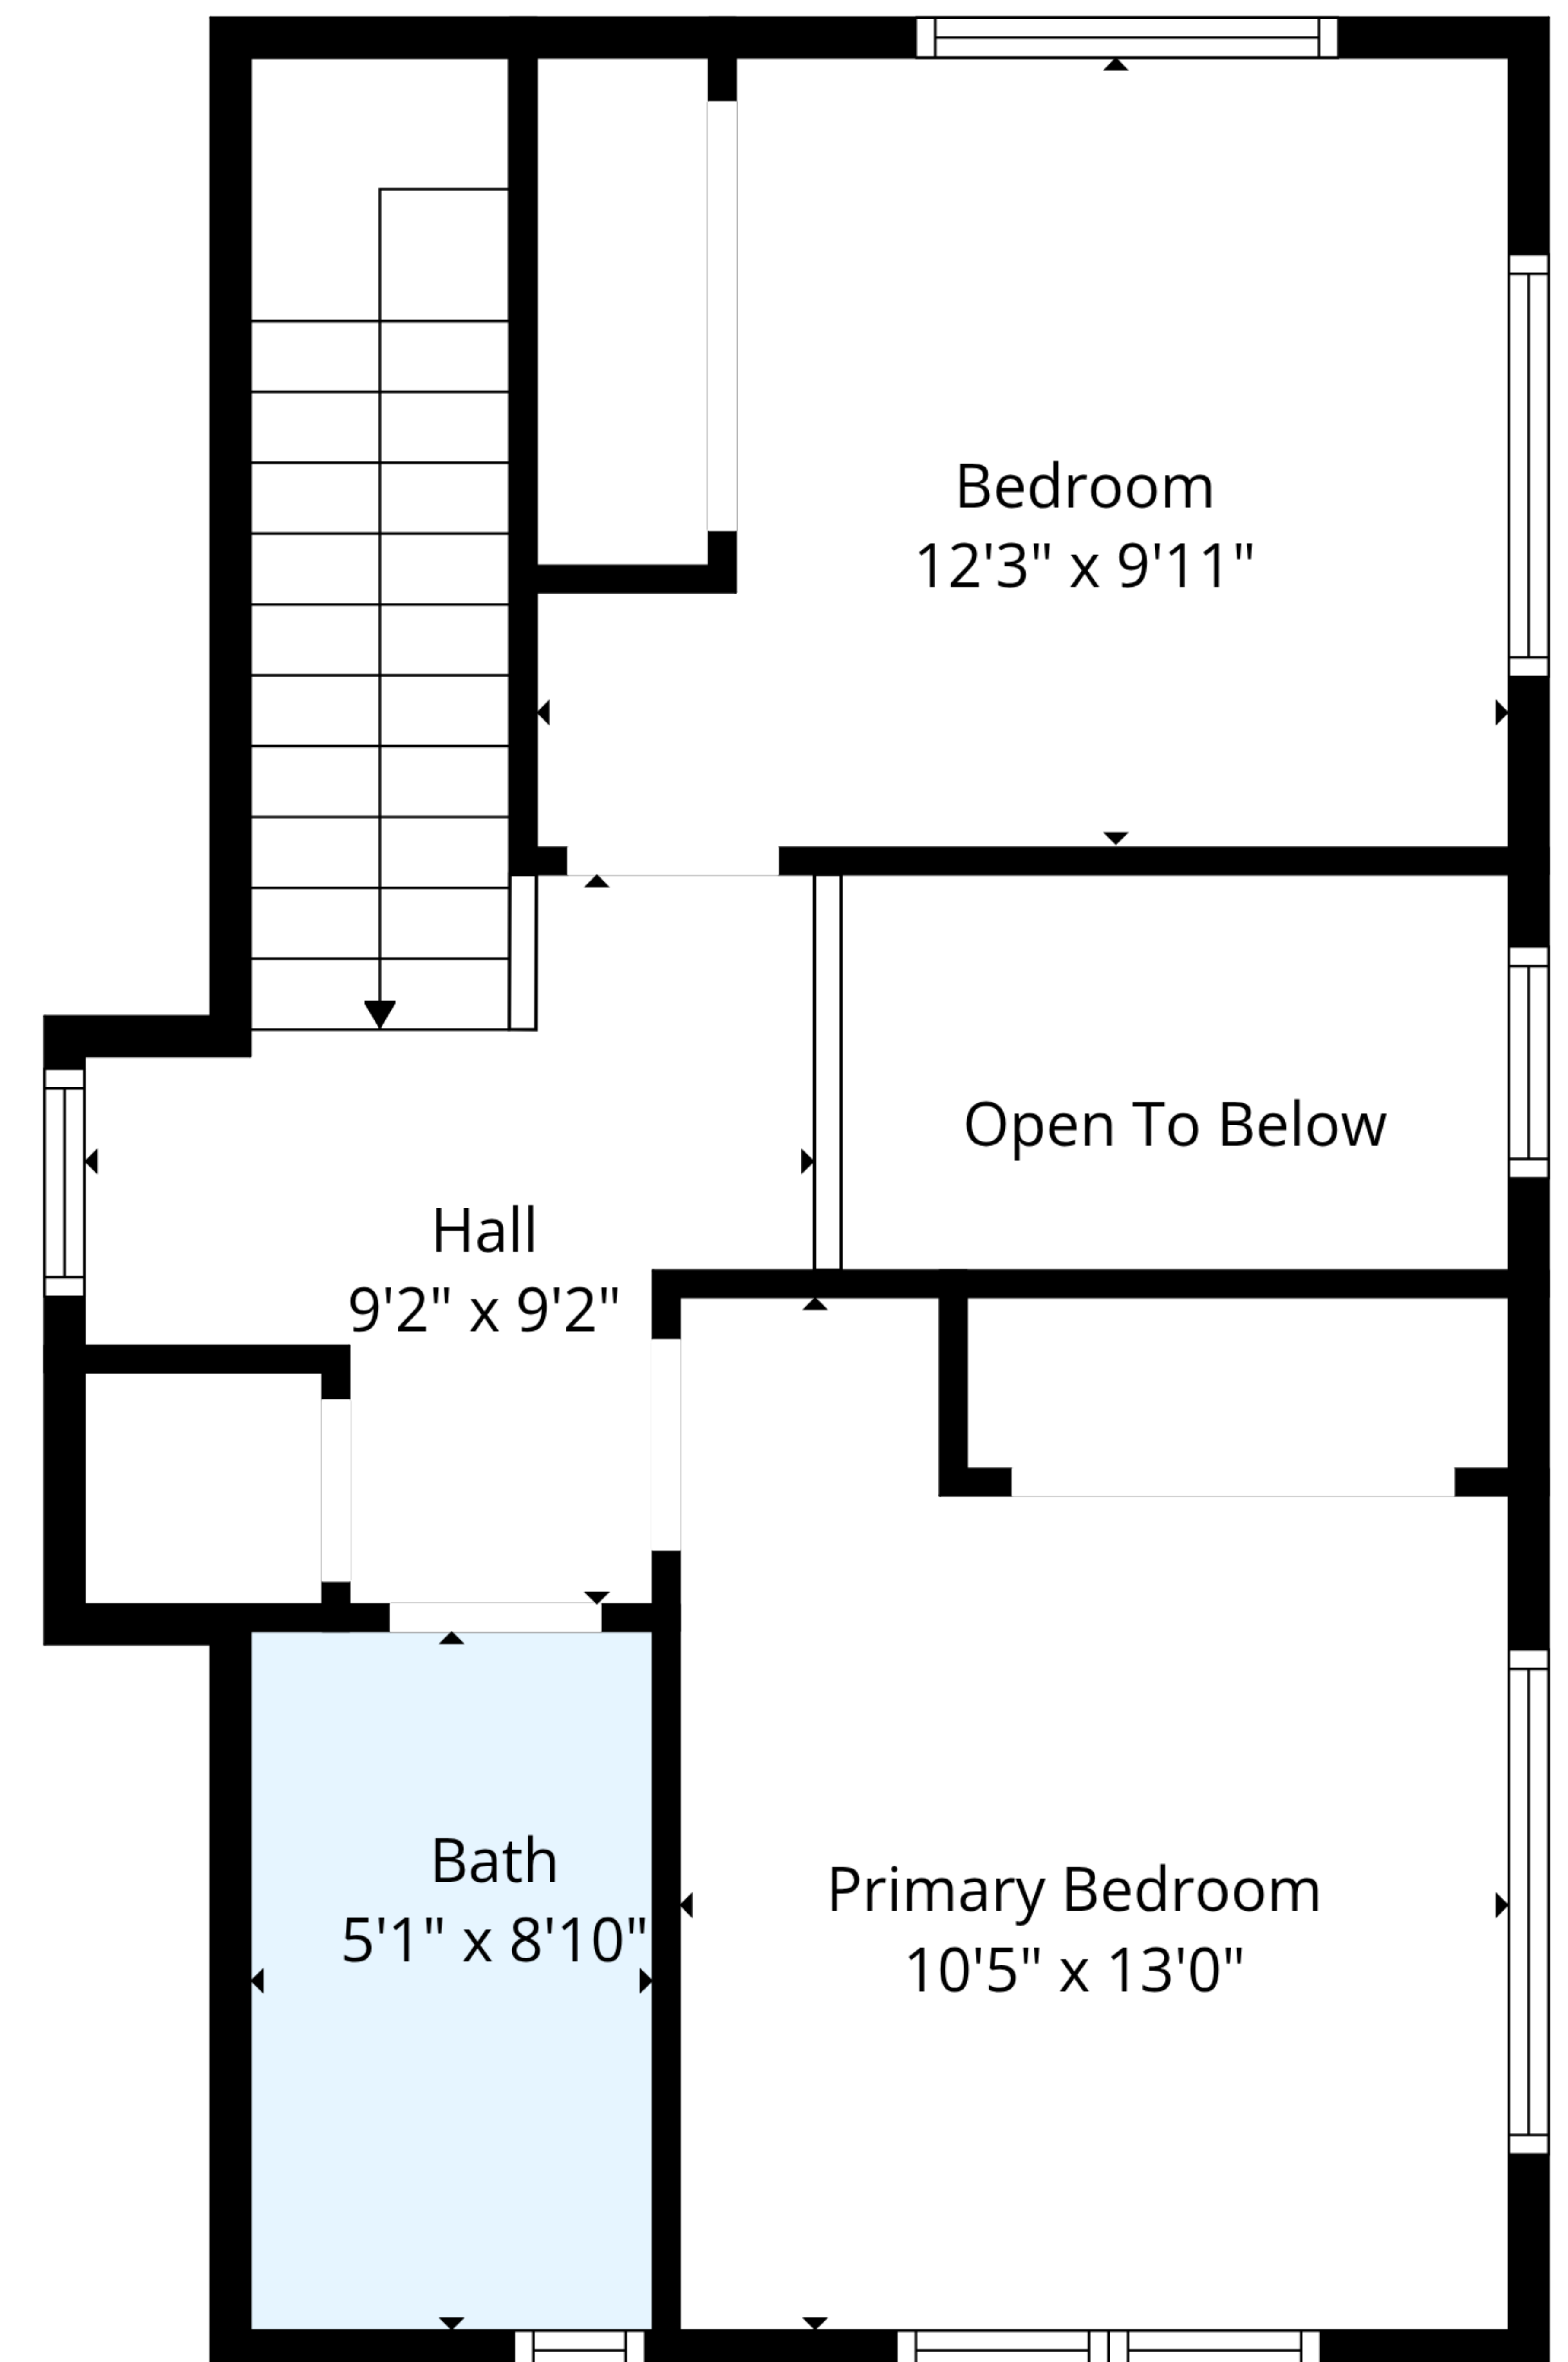 Bedroom
12'3" x 9'11"
Open To Below
Hall
9'2" x 9'2"
Bath
5'1" x 8'10"
Primary Bedroom
10'5" x 13'0"